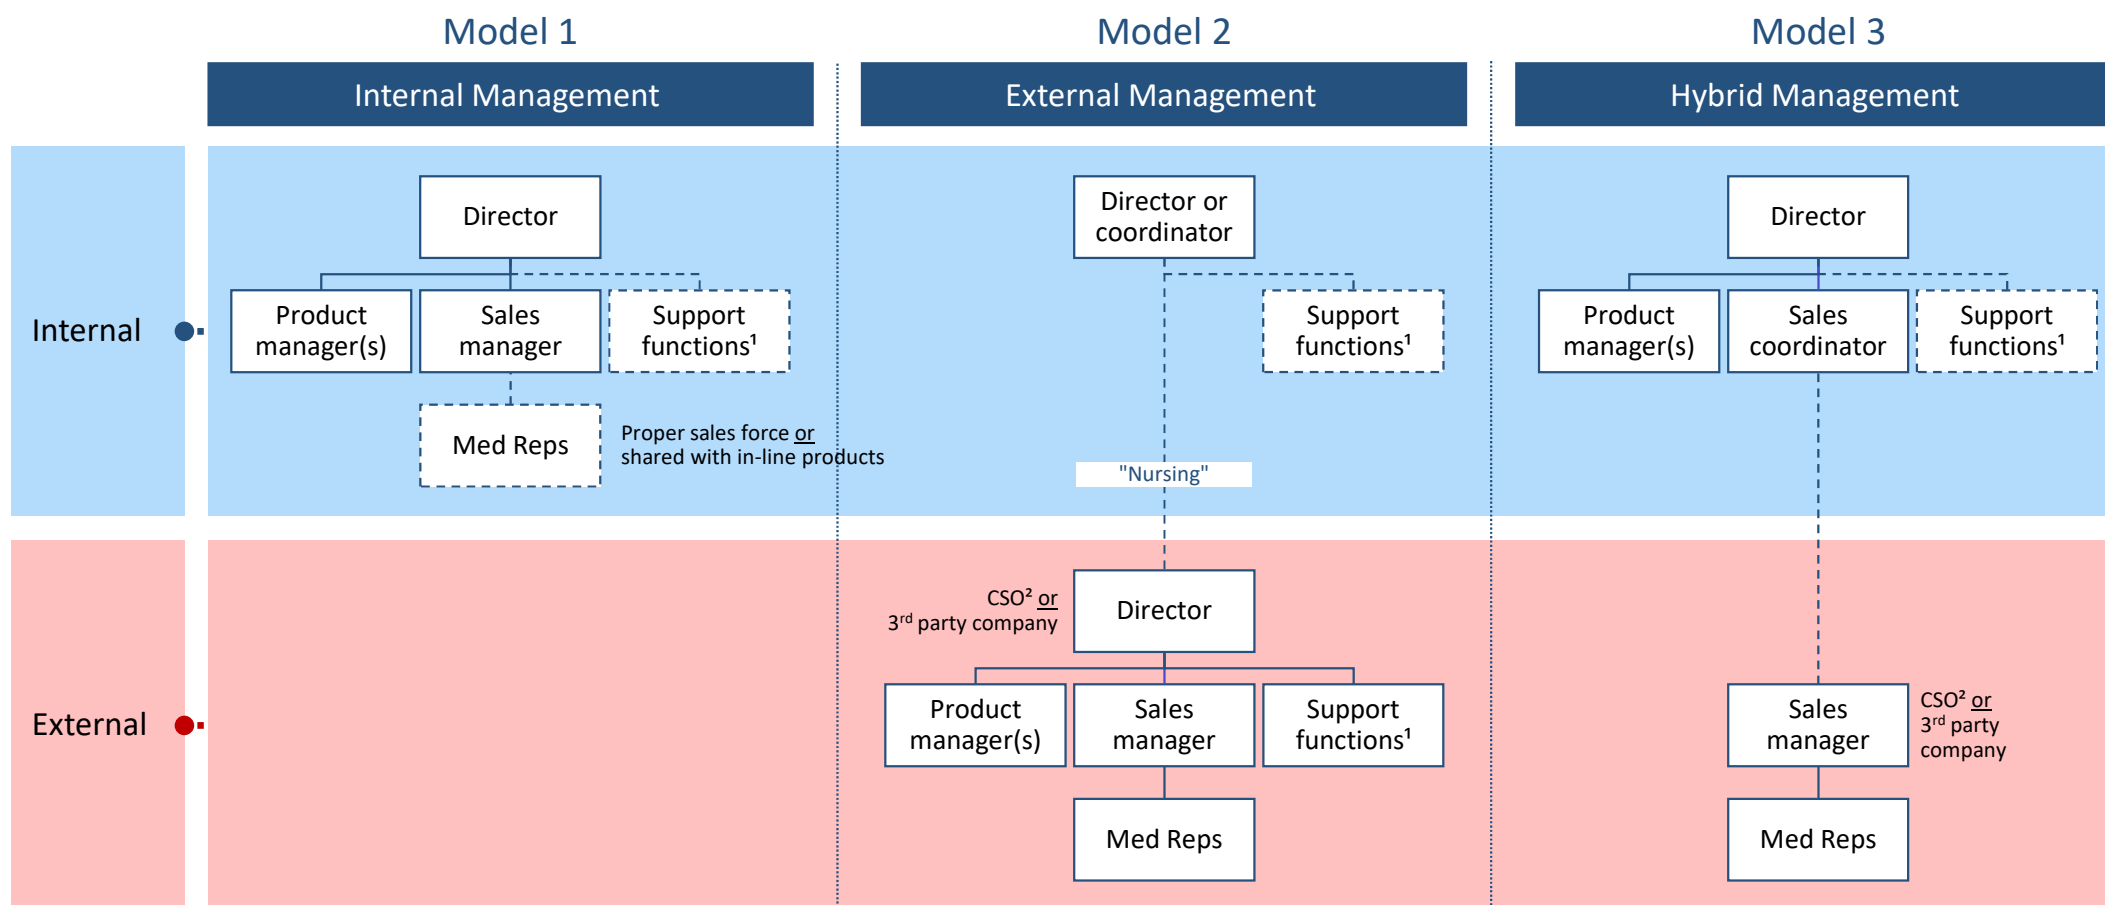 Model 1
Model 2
Model 3
Internal Management
External Management
Hybrid Management
Internal
Director
Product
manager(s)
Sales
manager
Support
functions¹
Med Reps
Proper sales force or
shared with in-line products
Director or
coordinator
Support
functions¹
"Nursing"
Director
Product
manager(s)
Sales
coordinator
Support
functions¹
External
CSO² or
3rd party company
Director
Product
manager(s)
Sales
manager
Support
functions¹
Med Reps
Sales
manager
CSO² or
3rd party
company
Med Reps